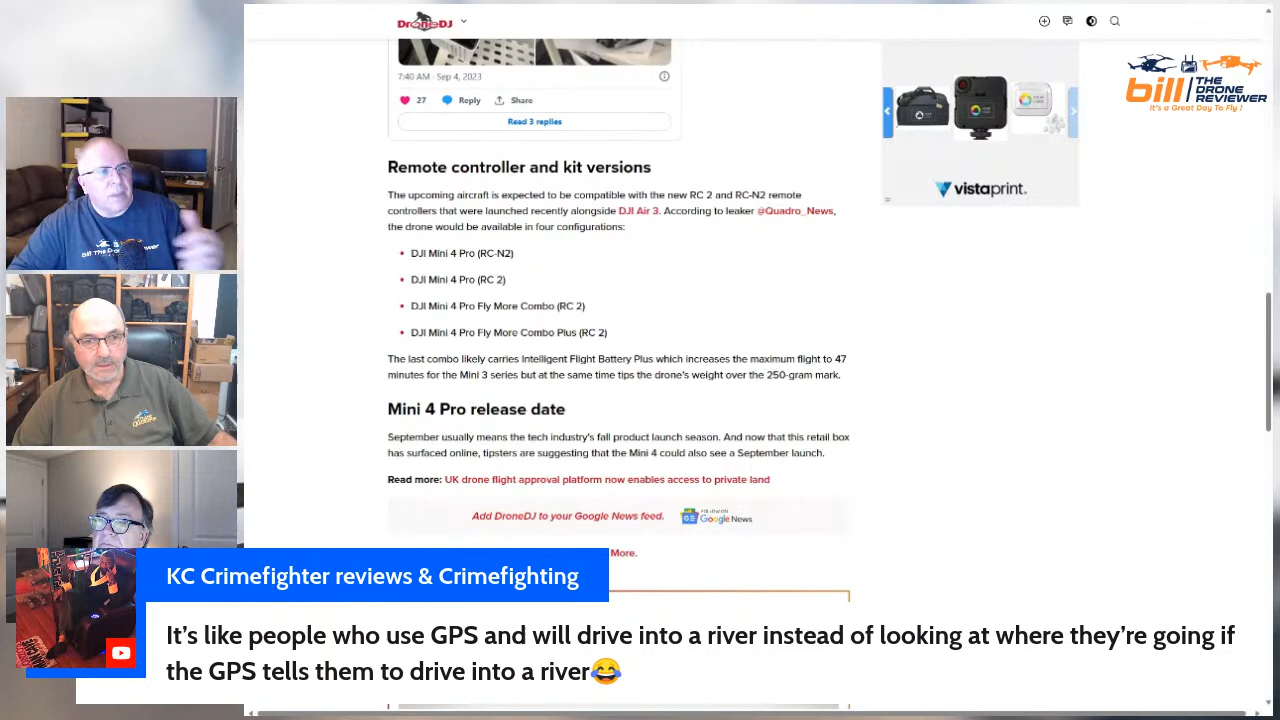 DroneDJ
bill THE DRONE REVIEWER
It's a Great Day To Fly !
7:40 AM · Sep 4, 2023
27 Reply Share
Read 3 replies
vistaprint.
Remote controller and kit versions
The upcoming aircraft is expected to be compatible with the new RC 2 and RC-N2 remote
controllers that were launched recently alongside DJI Air 3. According to leaker @Quadro_News,
the drone would be available in four configurations:
• DJI Mini 4 Pro (RC-N2)
• DJI Mini 4 Pro (RC 2)
• DJI Mini 4 Pro Fly More Combo (RC 2)
• DJI Mini 4 Pro Fly More Combo Plus (RC 2)
The last combo likely carries Intelligent Flight Battery Plus which increases the maximum flight to 47
minutes for the Mini 3 series but at the same time tips the drone's weight over the 250-gram mark.
Mini 4 Pro release date
September usually means the tech industry's fall product launch season. And now that this retail box
has surfaced online, tipsters are suggesting that the Mini 4 could also see a September launch.
Read more: UK drone flight approval platform now enables access to private land
Add DroneDJ to your Google News feed. FOLLOW ON Google News
More.
KC Crimefighter reviews & Crimefighting
It's like people who use GPS and will drive into a river instead of looking at where they're going if
the GPS tells them to drive into a river😂